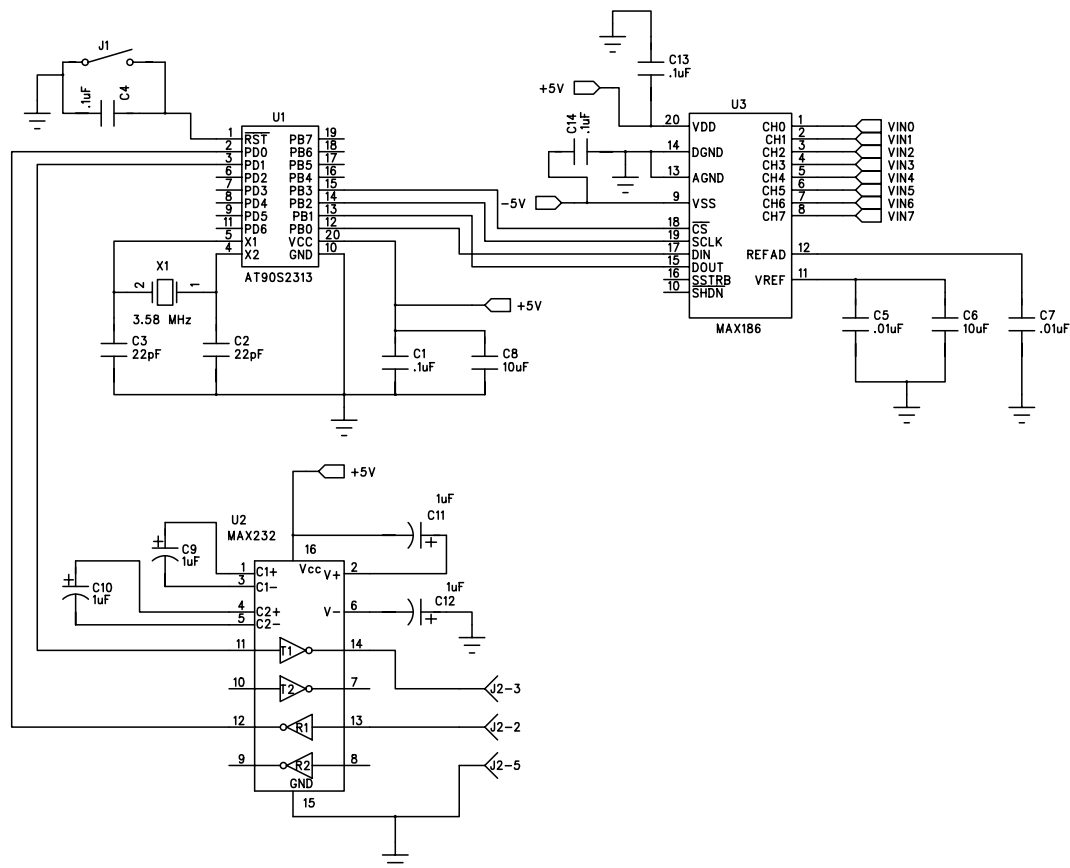 J1
.1uF
C4
U1
1 RST PB7 19
2 PD0 PB6 18
3 PD1 PB5 17
6 PD2 PB4 16
7 PD3 PB3 15
8 PD4 PB2 14
9 PD5 PB1 13
11 PD6 PB0 12
5 X1 VCC 20
4 X2 GND 10
AT90S2313
X1
2 1
3.58 MHz
C3
22pF
C2
22pF
+5V
C1
.1uF
C8
10uF
C13
.1uF
+5V
C14
.1uF
-5V
U3
20 VDD CH0 1 VIN0
CH1 2 VIN1
14 DGND CH2 3 VIN2
CH3 4 VIN3
13 AGND CH4 5 VIN4
CH5 6 VIN5
9 VSS CH6 7 VIN6
CH7 8 VIN7
18 CS
19 SCLK
17 DIN REFAD 12
15 DOUT
16 SSTRB VREF 11
10 SHDN
MAX186
C5
.01uF
C6
10uF
C7
.01uF
+5V
U2
MAX232
1uF
C11
+
16
Vcc
+
C9
1uF
1 C1+ V+ 2
3 C1-
+
C10
1uF
1uF
C12
+
4 C2+ V- 6
5 C2-
11 T1 14
10 T2 7 J2-3
12 R1 13 J2-2
9 R2 8 J2-5
GND
15